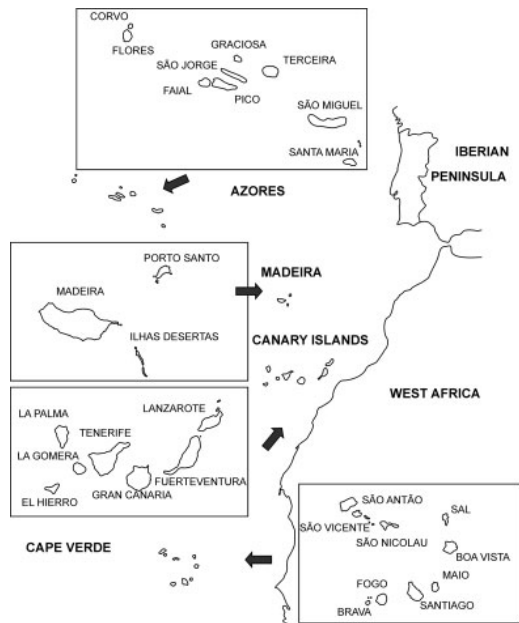 CORVO
FLORES
GRACIOSA
SÃO JORGE
TERCEIRA
FAIAL
PICO
SÃO MIGUEL
SANTA MARIA
IBERIAN
PENINSULA
AZORES
PORTO SANTO
MADEIRA
ILHAS DESERTAS
MADEIRA
CANARY ISLANDS
WEST AFRICA
LANZAROTE
LA PALMA
TENERIFE
LA GOMERA
FUERTEVENTURA
GRAN CANARIA
EL HIERRO
CAPE VERDE
SÃO ANTÃO
SAL
SÃO VICENTE
SÃO NICOLAU
BOA VISTA
MAIO
FOGO
SANTIAGO
BRAVA